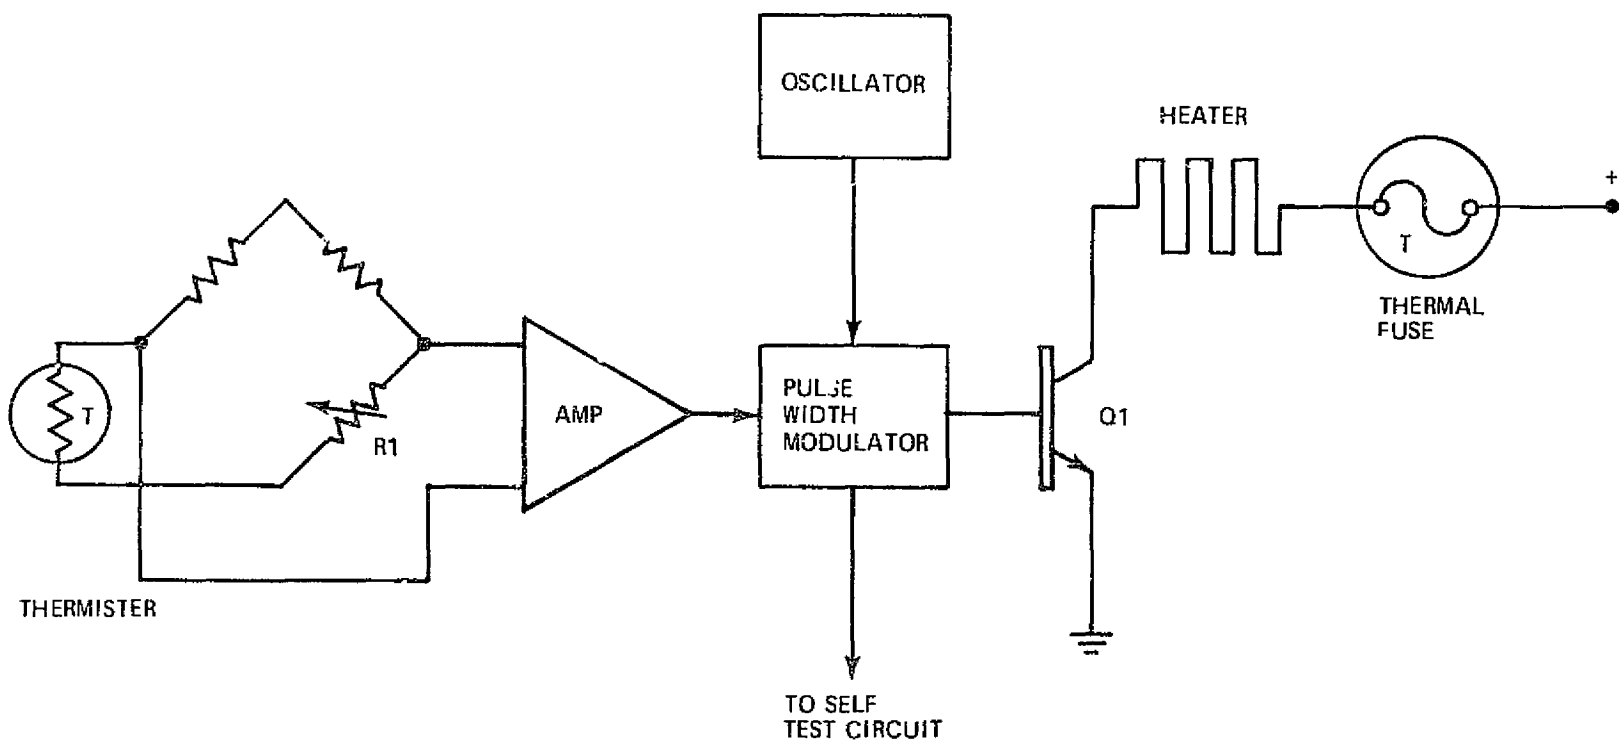 OSCILLATOR
HEATER
+
T
THERMAL
FUSE
T
R1
AMP
PULSE
WIDTH
MODULATOR
Q1
THERMISTER
TO SELF
TEST CIRCUIT